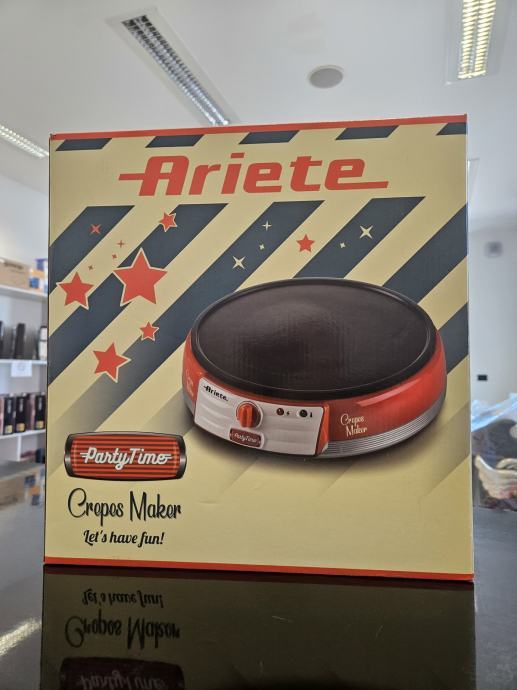 Ariete
Ariete
PartyTime
Crepes
Maker
PartyTime
Crepes Maker
Let's have fun!